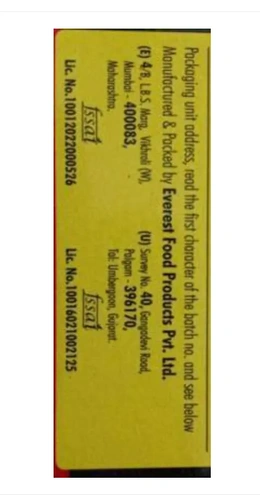 Packaging unit address, read the first character of the batch no. and see below
Manufactured & Packed by Everest Food Products Pvt. Ltd.
(E) 4/B, L.B.S. Marg, Vikhroli (W),
Mumbai - 400083,
Maharashtra.
fssai
Lic. No.10012022000526
(U) Survey No. 40, Gangadevi Road,
Palgam - 396170,
Tal: Umbergaon, Gujarat.
fssai
Lic. No.10016021002125